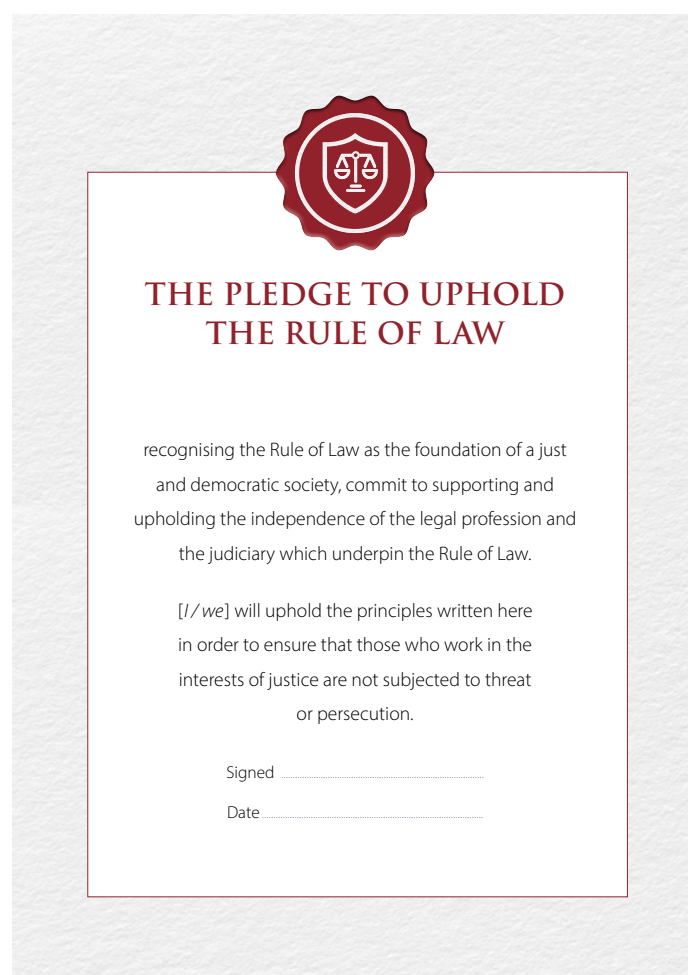 THE PLEDGE TO UPHOLD
THE RULE OF LAW
recognising the Rule of Law as the foundation of a just
and democratic society, commit to supporting and
upholding the independence of the legal profession and
the judiciary which underpin the Rule of Law.
[I / we] will uphold the principles written here
in order to ensure that those who work in the
interests of justice are not subjected to threat
or persecution.
Signed
Date